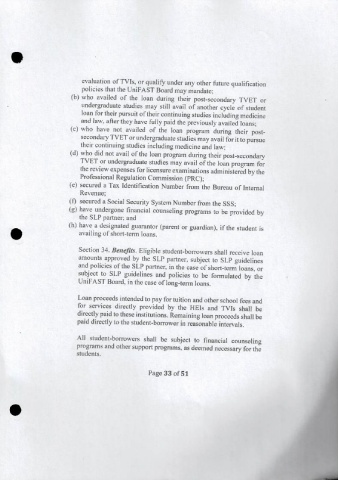 evaluation of TVIs, or qualify under any other future qualification
policies that the UniFAST Board may mandate;
(b) who availed of the loan during their post-secondary TVET or
undergraduate studies may still avail of another cycle of student
loan for their pursuit of their continuing studies including medicine
and law, after they have fully paid the previously availed loans;
(c) who have not availed of the loan program during their post-
secondary TVET or undergraduate studies may avail for it to pursue
their continuing studies including medicine and law;
(d) who did not avail of the loan program during their post-secondary
TVET or undergraduate studies may avail of the loan program for
the review expenses for licensure examinations administered by the
Professional Regulation Commission (PRC);
(e) secured a Tax Identification Number from the Bureau of Internal
Revenue;
(f) secured a Social Security System Number from the SSS;
(g) have undergone financial counseling programs to be provided by
the SLP partner; and
(h) have a designated guarantor (parent or guardian), if the student is
availing of short-term loans.
Section 34. Benefits. Eligible student-borrowers shall receive loan
amounts approved by the SLP partner, subject to SLP guidelines
and policies of the SLP partner, in the case of short-term loans, or
subject to SLP guidelines and policies to be formulated by the
UniFAST Board, in the case of long-term loans.
Loan proceeds intended to pay for tuition and other school fees and
for services directly provided by the HEIs and TVIs shall be
directly paid to these institutions. Remaining loan proceeds shall be
paid directly to the student-borrower in reasonable intervals.
All student-borrowers shall be subject to financial counseling
programs and other support programs, as deemed necessary for the
students.
Page 33 of 51